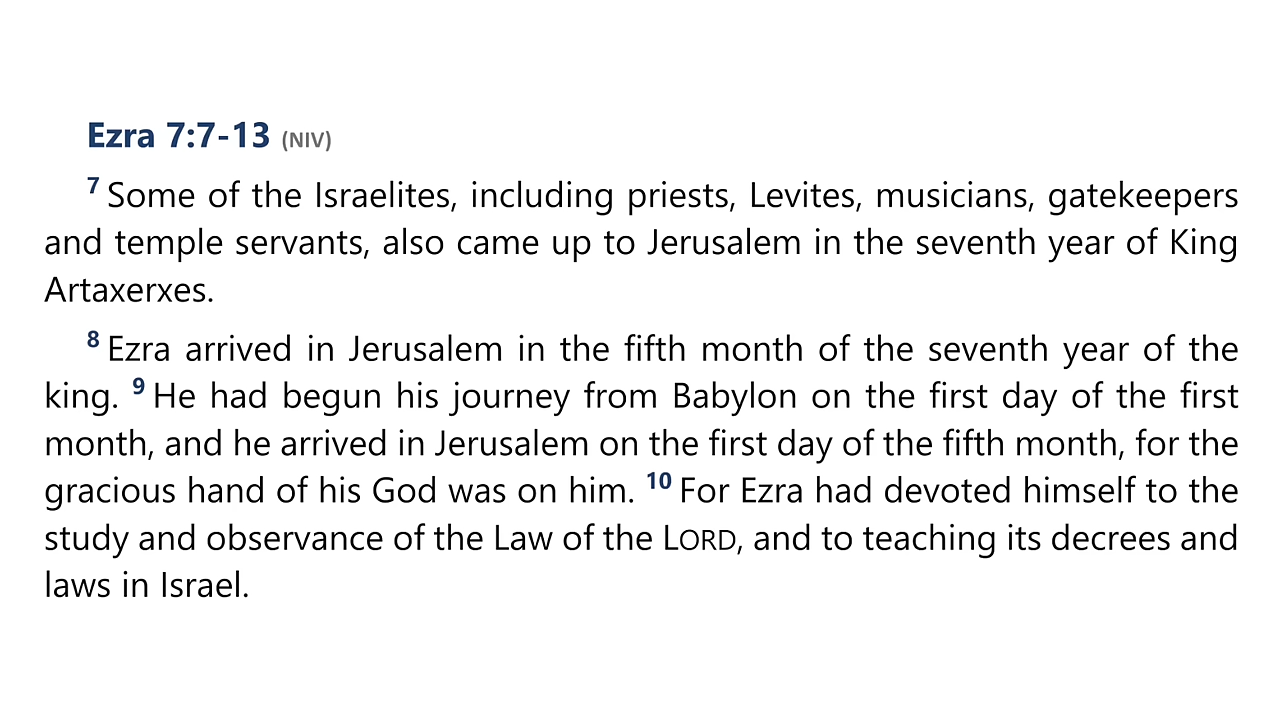 Ezra 7:7-13 (NIV)
7 Some of the Israelites, including priests, Levites, musicians, gatekeepers
and temple servants, also came up to Jerusalem in the seventh year of King
Artaxerxes.
8 Ezra arrived in Jerusalem in the fifth month of the seventh year of the
king. 9 He had begun his journey from Babylon on the first day of the first
month, and he arrived in Jerusalem on the first day of the fifth month, for the
gracious hand of his God was on him. 10 For Ezra had devoted himself to the
study and observance of the Law of the LORD, and to teaching its decrees and
laws in Israel.